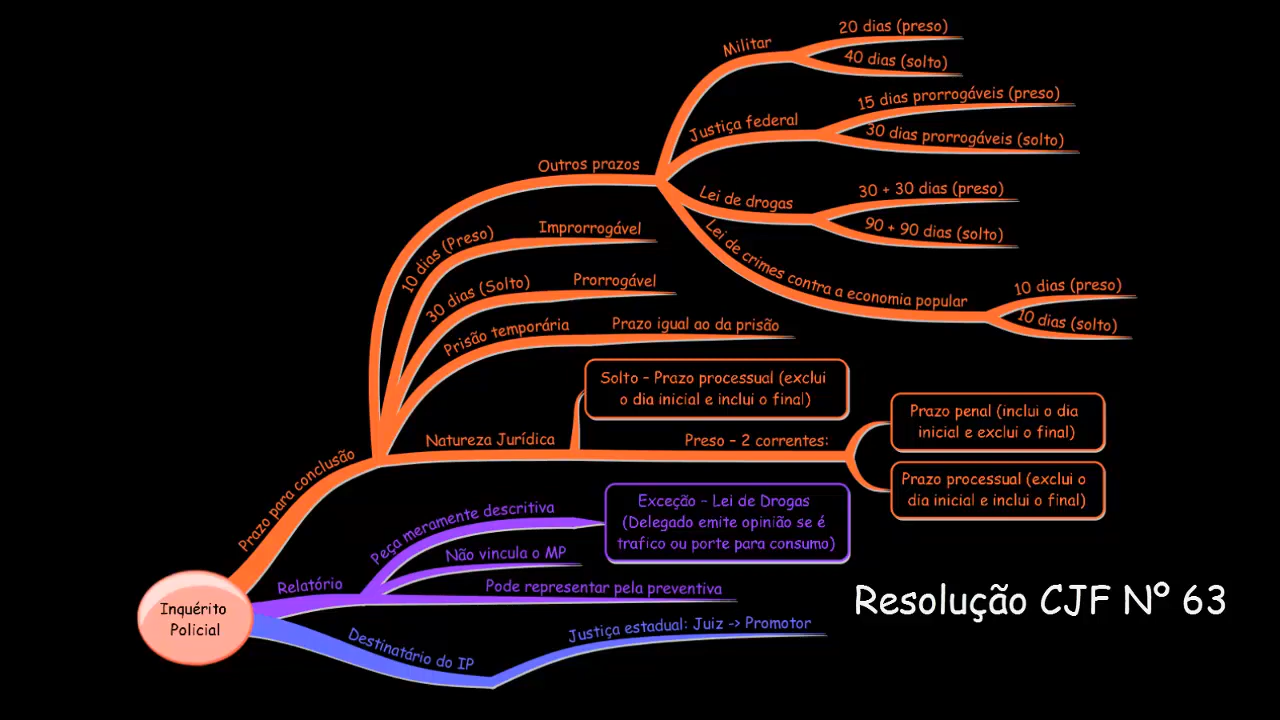 Militar
20 dias (preso)
40 dias (solto)
Justiça federal
15 dias prorrogáveis (preso)
30 dias prorrogáveis (solto)
Outros prazos
Lei de drogas
30 + 30 dias (preso)
90 + 90 dias (solto)
Lei de crimes contra a economia popular
10 dias (preso)
10 dias (solto)
10 dias (Preso)
Improrrogável
30 dias (Solto)
Prorrogável
Prisão temporária
Prazo igual ao da prisão
Solto - Prazo processual (exclui
o dia inicial e inclui o final)
Natureza Jurídica
Preso - 2 correntes:
Prazo penal (inclui o dia
inicial e exclui o final)
Prazo processual (exclui o
dia inicial e inclui o final)
Prazo para conclusão
Peça meramente descritiva
Exceção - Lei de Drogas
(Delegado emite opinião se é
trafico ou porte para consumo)
Não vincula o MP
Relatório
Pode representar pela preventiva
Inquérito
Policial
Destinatário do IP
Justiça estadual: Juiz -> Promotor
Resolução CJF Nº 63